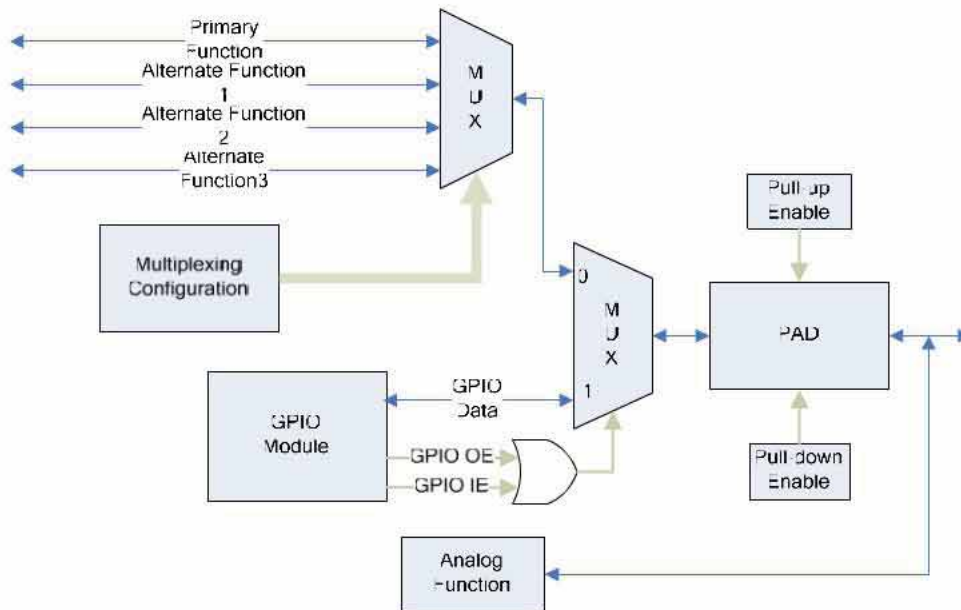 Primary
Function
Alternate Function
1
Alternate Function
2
Alternate
Function3
M
U
X
Multiplexing
Configuration
Pull-up
Enable
0
M
U
X
1
PAD
GPIO
Module
GPIO
Data
GPIO OE
GPIO IE
Pull-down
Enable
Analog
Function